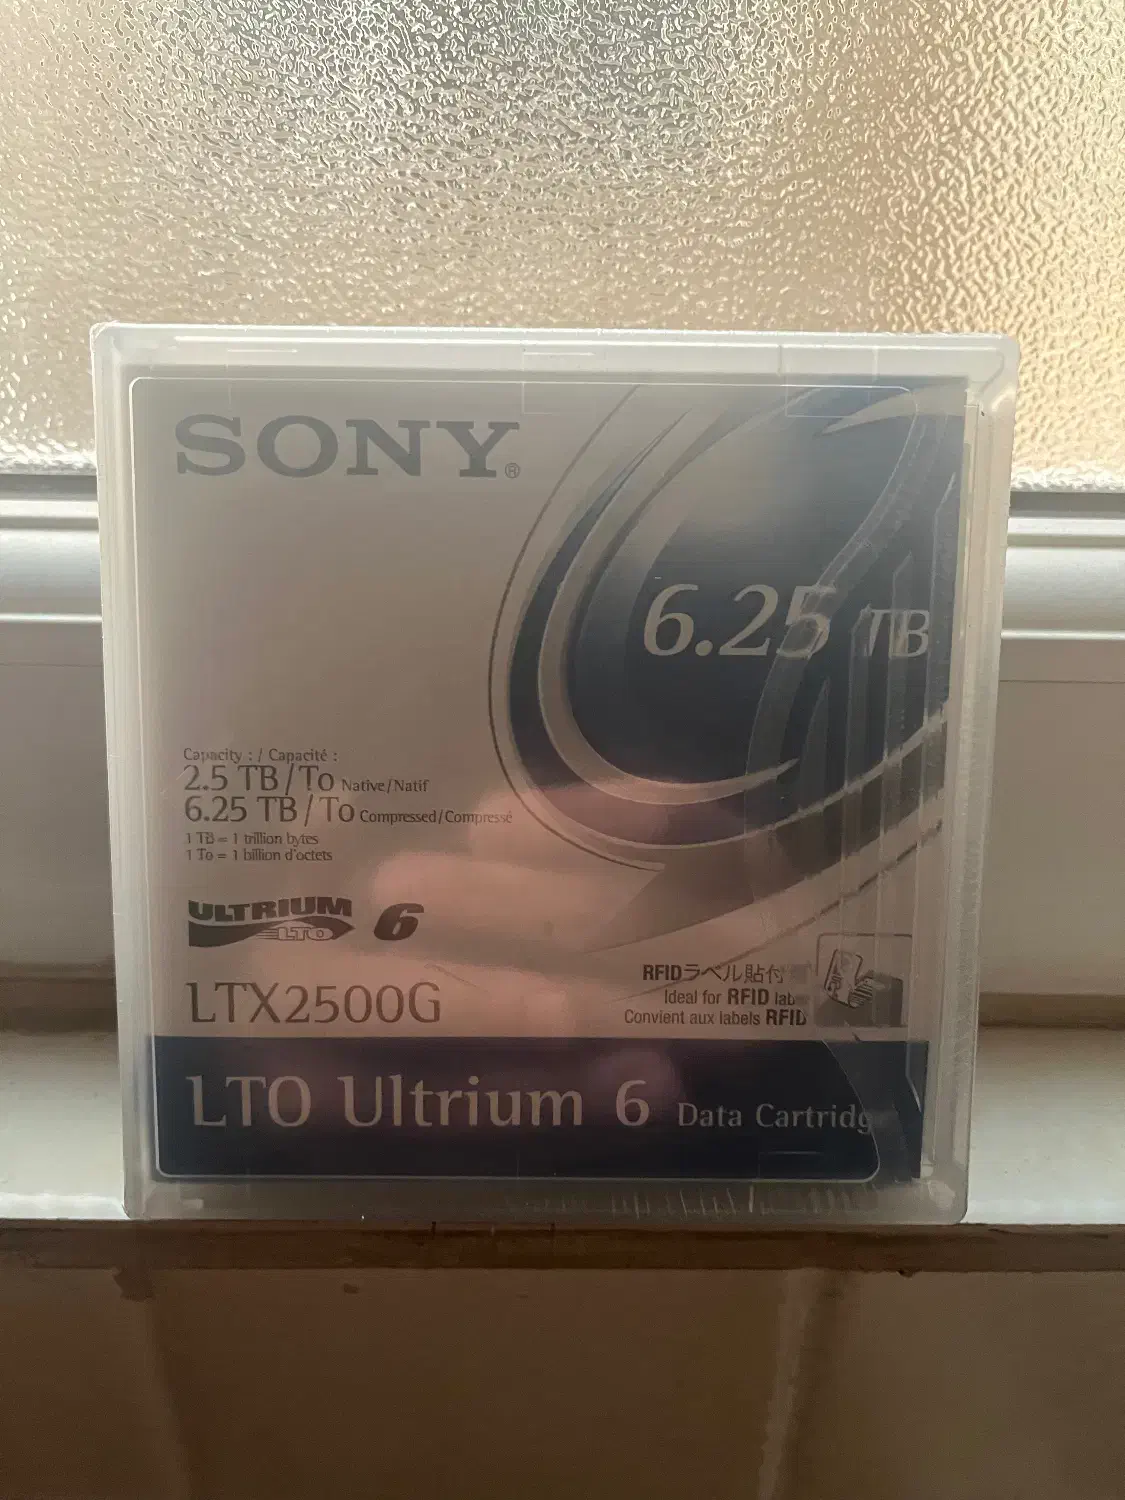 SONY®
6.25 TB
Capacity : / Capacité :
2.5 TB/To Native/Natif
6.25 TB/To Compressed/Compressé
1 TB = 1 trillion bytes
1 To = 1 billion d'octets
ULTRIUM
LTO
6
LTX2500G
RFIDラベル貼付
Ideal for RFID
Convient aux labels RFID
LTO Ultrium 6 Data Cartridge